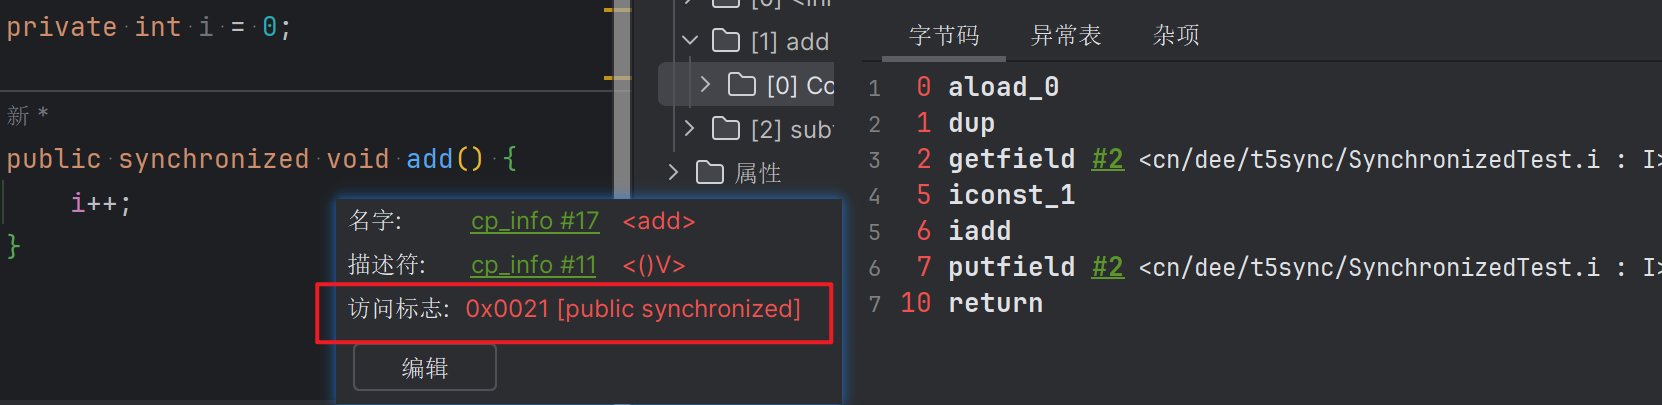 private int i = 0;
新 *
public synchronized void add() {
i++;
}
[1] add
[0] Co
[2] sub
属性
名字: cp_info #17 <add>
描述符: cp_info #11 <()V>
访问标志: 0x0021 [public synchronized]
编辑
字节码 异常表 杂项
1 0 aload_0
2 1 dup
3 2 getfield #2 <cn/dee/t5sync/SynchronizedTest.i : I>
4 5 iconst_1
5 6 iadd
6 7 putfield #2 <cn/dee/t5sync/SynchronizedTest.i : I>
7 10 return